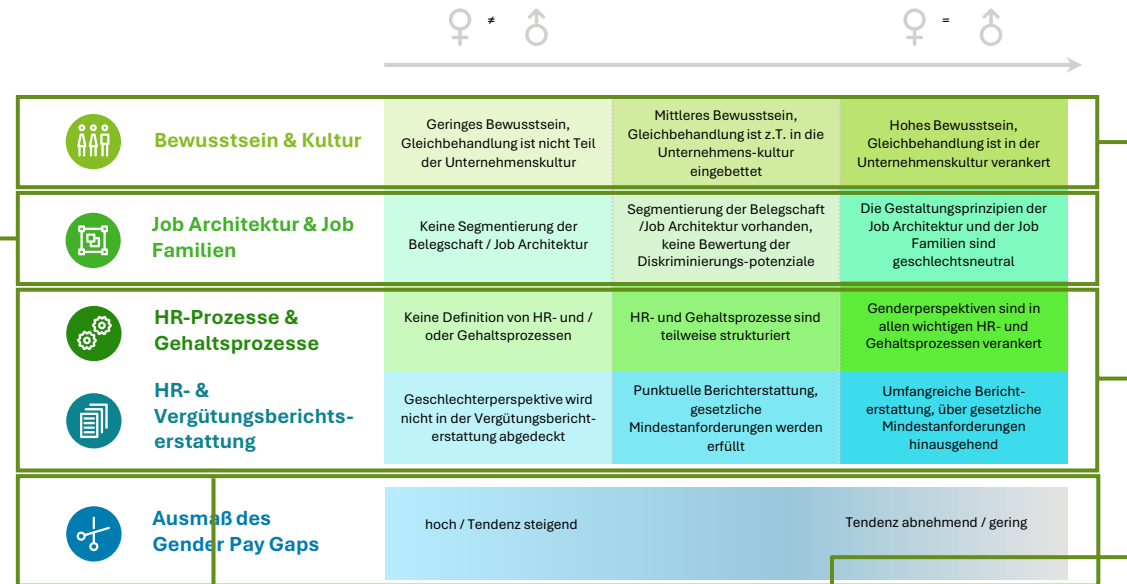 ♀ ≠ ♂
♀ = ♂
Bewusstsein & Kultur
Geringes Bewusstsein,
Gleichbehandlung ist nicht Teil
der Unternehmenskultur
Mittleres Bewusstsein,
Gleichbehandlung ist z.T. in die
Unternehmens-kultur
eingebettet
Hohes Bewusstsein,
Gleichbehandlung ist in der
Unternehmenskultur verankert
Job Architektur & Job
Familien
Keine Segmentierung der
Belegschaft / Job Architektur
Segmentierung der Belegschaft
/Job Architektur vorhanden,
keine Bewertung der
Diskriminierungs-potenziale
Die Gestaltungsprinzipien der
Job Architektur und der Job
Familien sind
geschlechtsneutral
HR-Prozesse &
Gehaltsprozesse
Keine Definition von HR- und /
oder Gehaltsprozessen
HR- und Gehaltsprozesse sind
teilweise strukturiert
Genderperspektiven sind in
allen wichtigen HR- und
Gehaltsprozessen verankert
HR- &
Vergütungsberichts-
erstattung
Geschlechterperspektive wird
nicht in der Vergütungsbericht-
erstattung abgedeckt
Punktuelle Berichterstattung,
gesetzliche
Mindestanforderungen werden
erfüllt
Umfangreiche Bericht-
erstattung, über gesetzliche
Mindestanforderungen
hinausgehend
Ausmaß des
Gender Pay Gaps
hoch / Tendenz steigend
Tendenz abnehmend / gering